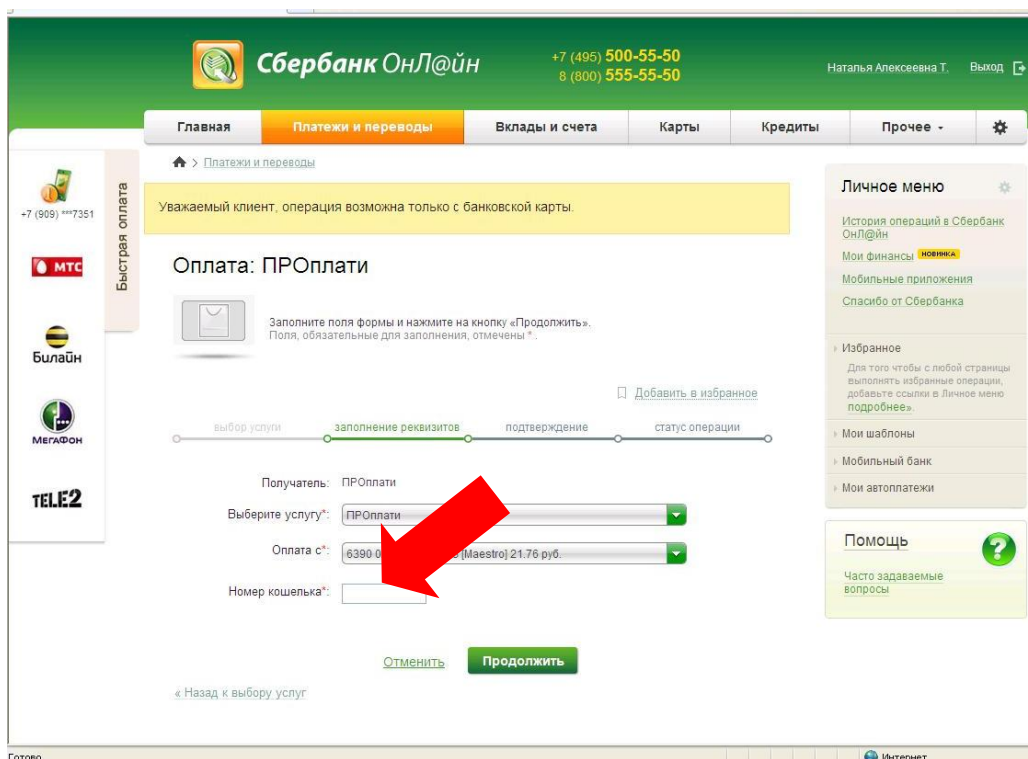 Сбербанк ОнЛ@йн
+7 (495) 500-55-50
8 (800) 555-55-50
Наталья Алексеевна Т. Выход
Главная Платежи и переводы Вклады и счета Карты Кредиты Прочее
> Платежи и переводы
+7 (909) ***7351
Быстрая оплата
МТС
Билайн
МЕГАФОН
TELE2
Уважаемый клиент, операция возможна только с банковской карты.
Оплата: ПРОплати
Заполните поля формы и нажмите на кнопку «Продолжить».
Поля, обязательные для заполнения, отмечены * .
Добавить в избранное
выбор услуги заполнение реквизитов подтверждение статус операции
Получатель: ПРОплати
Выберите услугу*: ПРОплати
Оплата с*: 6390 0 [Maestro] 21.76 руб.
Номер кошелька*:
Отменить Продолжить
« Назад к выбору услуг
Личное меню
История операций в Сбербанк
ОнЛ@йн
Мои финансы НОВИНКА
Мобильные приложения
Спасибо от Сбербанка
Избранное
Для того чтобы с любой страницы
выполнять избранные операции,
добавьте ссылки в Личное меню
подробнее».
Мои шаблоны
Мобильный банк
Мои автоплатежи
Помощь
?
Часто задаваемые
вопросы
Готово Интернет